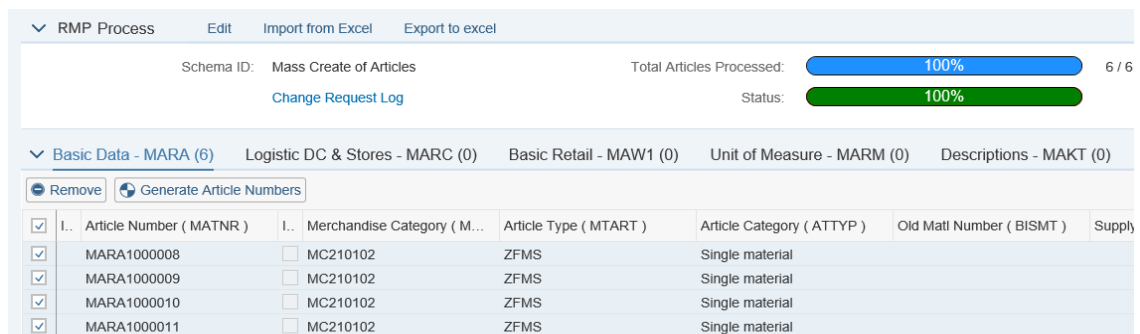 RMP Process Edit Import from Excel Export to excel
Schema ID: Mass Create of Articles Total Articles Processed: 100% 6 / 6
Change Request Log Status: 100%
Basic Data - MARA (6) Logistic DC & Stores - MARC (0) Basic Retail - MAW1 (0) Unit of Measure - MARM (0) Descriptions - MAKT (0)
Remove Generate Article Numbers
I.. Article Number ( MATNR ) I.. Merchandise Category ( M... Article Type ( MTART ) Article Category ( ATTYP ) Old Matl Number ( BISMT ) Supply
MARA1000008 MC210102 ZFMS Single material
MARA1000009 MC210102 ZFMS Single material
MARA1000010 MC210102 ZFMS Single material
MARA1000011 MC210102 ZFMS Single material